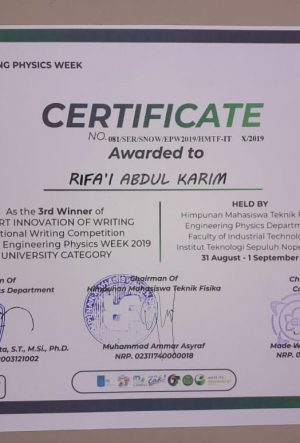 NG PHYSICS WEEK
CERTIFICATE
NO. 081/SER/SNOW/EPW2019/HMTF-IT X/2019
Awarded to
RIFA'I ABDUL KARIM
As the 3rd Winner of
RT INNOVATION OF WRITING
tional Writing Competition
Engineering Physics WEEK 2019
UNIVERSITY CATEGORY
HELD BY
Himpunan Mahasiswa Teknik F
Engineering Physics Departm
Faculty of Industrial Technolo
Institut Teknologi Sepuluh Nope
31 August - 1 September
n Of
s Department
ta, S.T., M.Si., Ph.D.
003121002
Chairman Of
Himpunan Mahasiswa Teknik Fisika
Muhammad Ammar Asyraf
NRP. 02311740000018
Ch
Made W
NRP. 0